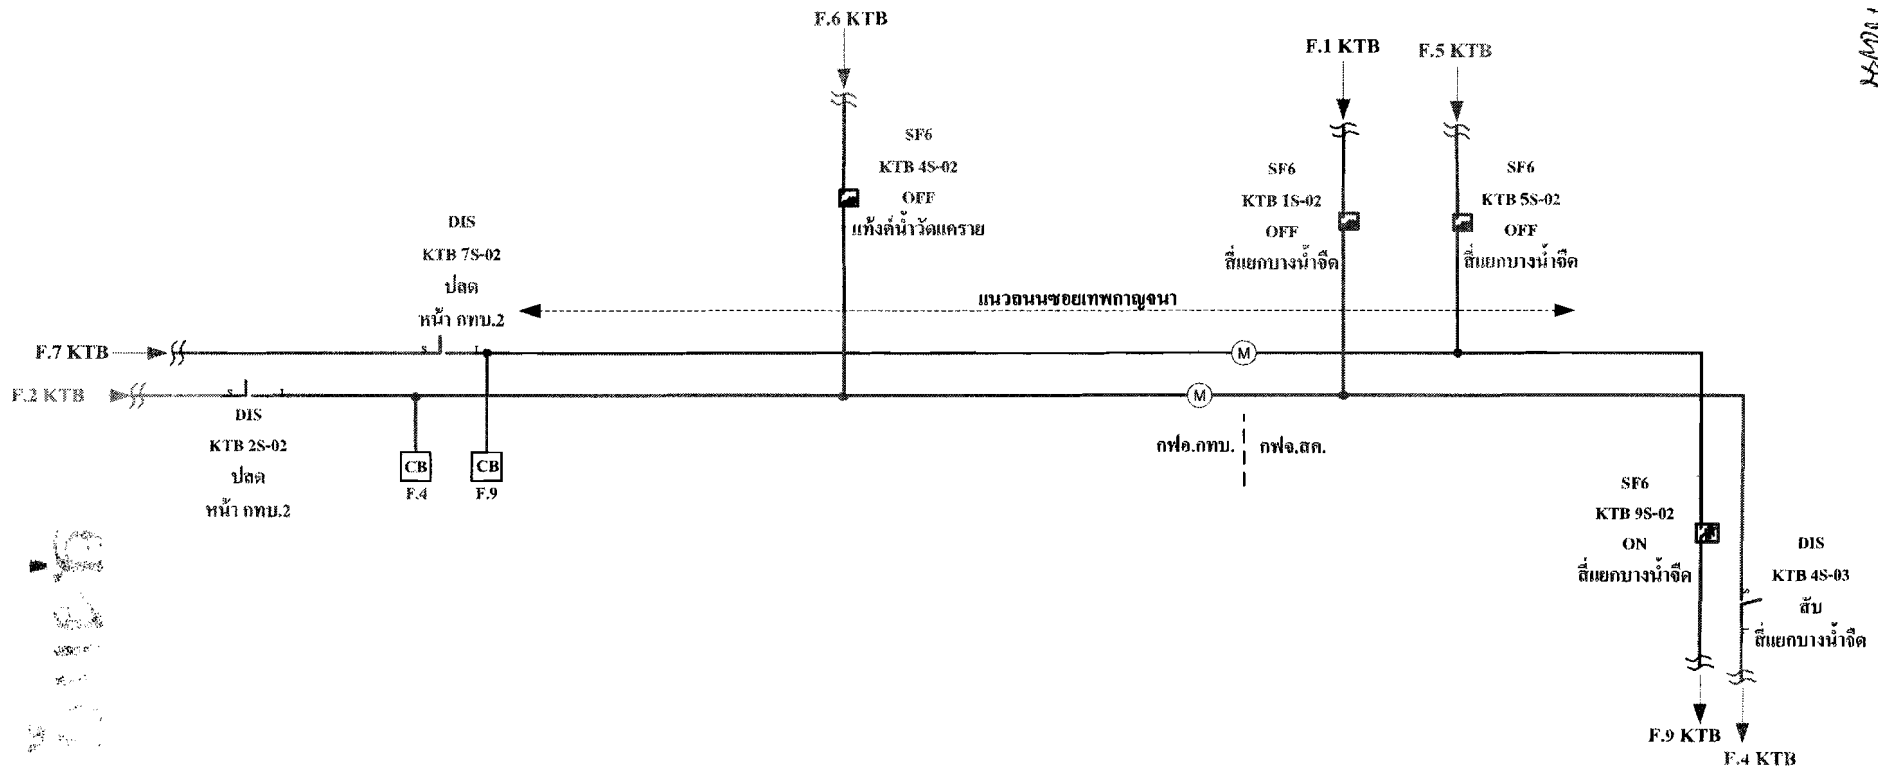 F.6 KTB
F.1 KTB
F.5 KTB
SF6
KTB 4S-02
OFF
แท้งค์น้ำวัดแคราย
SF6
KTB 1S-02
OFF
สี่แยกบางน้ำจืด
SF6
KTB 5S-02
OFF
สี่แยกบางน้ำจืด
DIS
KTB 7S-02
ปลด
หน้า กทบ.2
แนวถนนซอยเทพกาญจนา
F.7 KTB
S
M
F.2 KTB
S
M
DIS
KTB 2S-02
ปลด
หน้า กทบ.2
CB
F.4
CB
F.9
กฟอ.กทบ.
กฟจ.สค.
SF6
KTB 9S-02
ON
สี่แยกบางน้ำจืด
DIS
KTB 4S-03
สับ
สี่แยกบางน้ำจืด
S
F.9 KTB
F.4 KTB